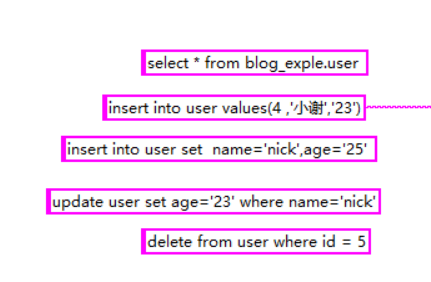 select * from blog_exple.user
insert into user values(4 ,'小谢','23')
insert into user set  name='nick',age='25'
update user set age='23' where name='nick'
delete from user where id = 5